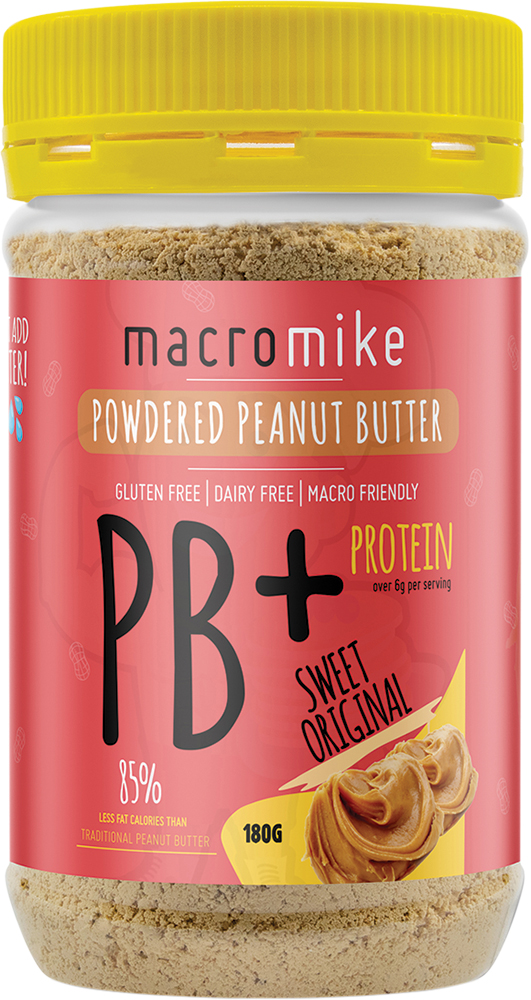 ADD
macromike
POWDERED PEANUT BUTTER
GLUTEN FREE | DAIRY FREE | MACRO FRIENDLY
PB+
PROTEIN
over 6g per serving
SWEET
ORIGINAL
85%
LESS FAT CALORIES THAN
TRADITIONAL PEANUT BUTTER
180G